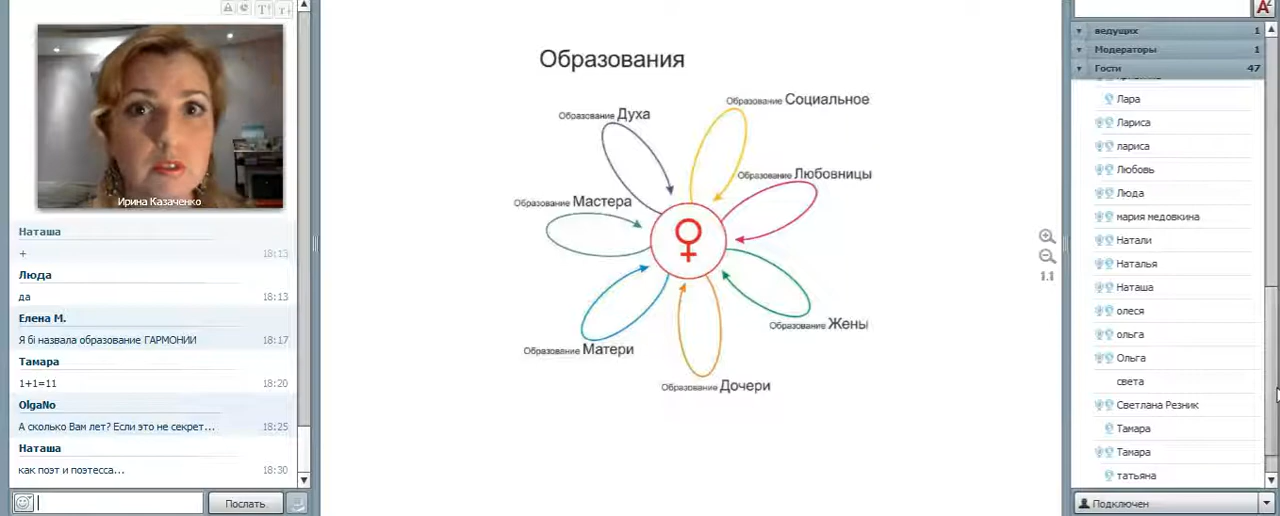 Ирина Казаченко
Наташа
+ 18:13
Люда
да 18:13
Елена М.
Я бі назвала образование ГАРМОНИИ 18:17
Тамара
1+1=11 18:20
OlgaNo
А сколько Вам лет? Если это не секрет... 18:25
Наташа
как поэт и поэтесса... 18:30
Послать
Образования
Образование Социальное
Образование Духа
Образование Любовницы
Образование Мастера
Образование Жены
Образование Матери
Образование Дочери
1.1
ведущих 1
Модераторы 1
Гости 47
Лара
Лариса
лариса
Любовь
Люда
мария медовкина
Натали
Наталья
Наташа
олеся
ольга
Ольга
света
Светлана Резник
Тамара
Тамара
татьяна
Подключен